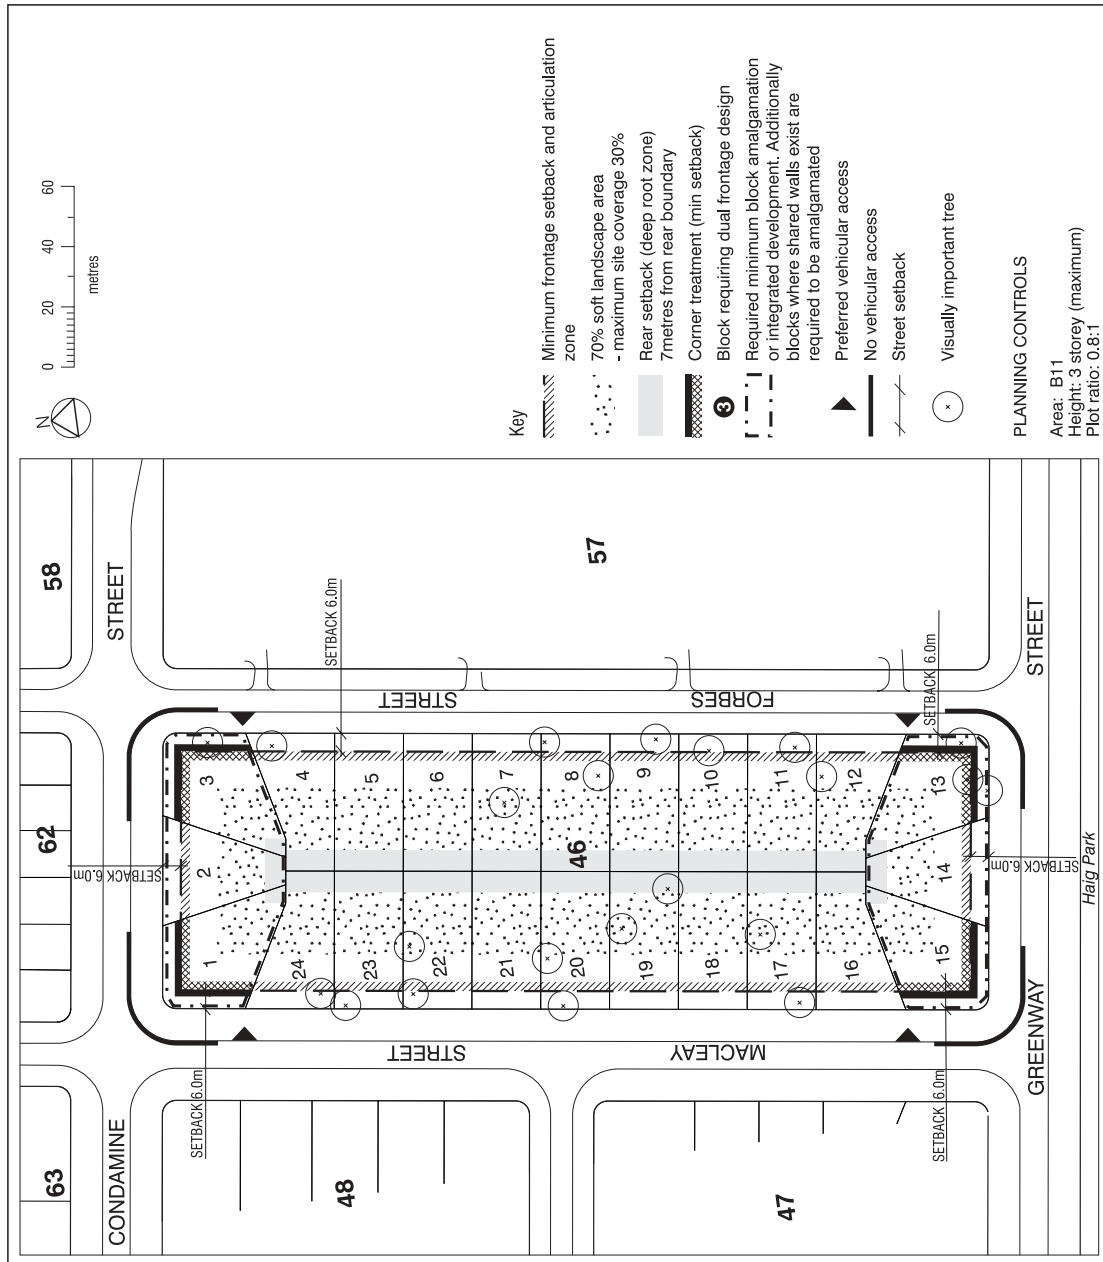 0
20
40
60
metres
N
Key
Minimum frontage setback and articulation
zone
70% soft landscape area
- maximum site coverage 30%
Rear setback (deep root zone)
7metres from rear boundary
Corner treatment (min setback)
3
Block requiring dual frontage design
Required minimum block amalgamation
or integrated development. Additionally
blocks where shared walls exist are
required to be amalgamated
Preferred vehicular access
No vehicular access
Street setback
Visually important tree
PLANNING CONTROLS
Area: B11
Height: 3 storey (maximum)
Plot ratio: 0.8:1
63
62
58
CONDAMINE
STREET
SETBACK 6.0m
SETBACK 6.0m
SETBACK 6.0m
48
47
57
46
STREET
MACLEAY
STREET
FORBES
1
2
3
24
4
23
5
22
6
21
7
20
8
19
9
18
10
17
11
16
12
15
14
13
SETBACK 6.0m
SETBACK 6.0m
SETBACK 6.0m
GREENWAY
STREET
Haig Park